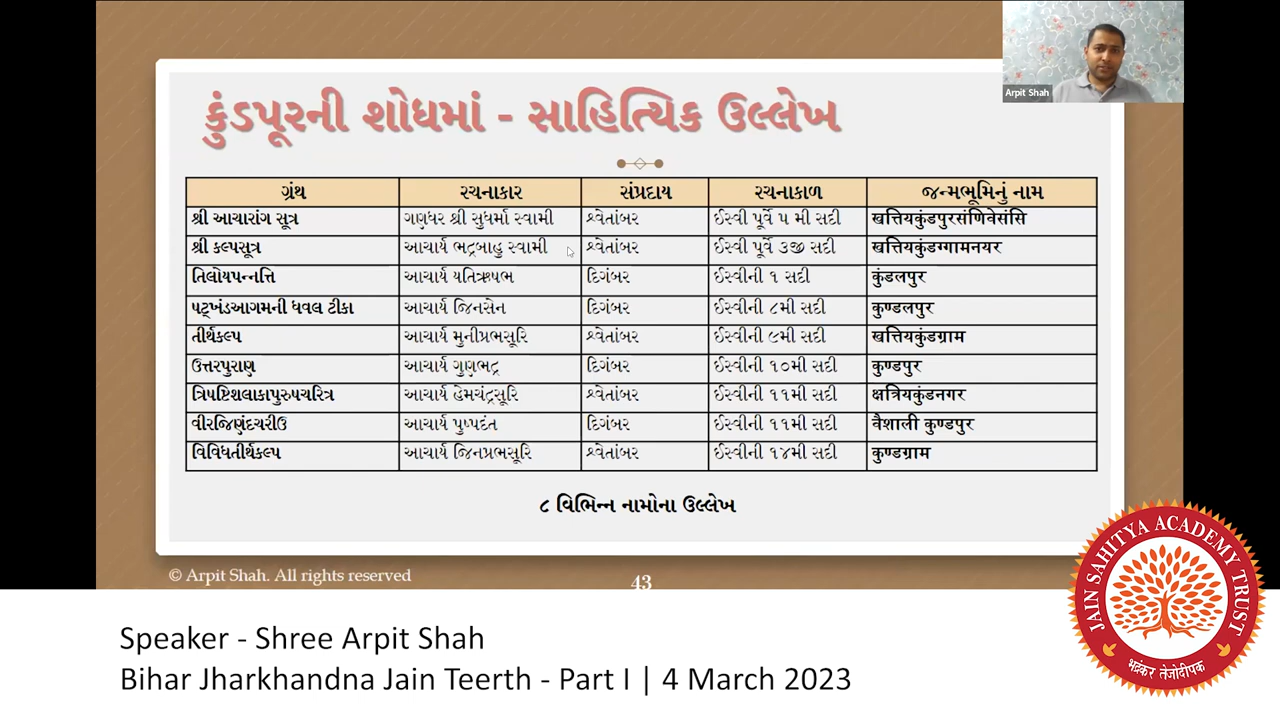 Arpit Shah
કુંડપૂરની શોધમાં - સાહિત્યિક ઉલ્લેખ
ગ્રંથ રચનાકાર સંપ્રદાય રચનાકાળ જન્મભૂમિનું નામ
શ્રી આચારાંગ સૂત્ર ગણધર શ્રી સુધર્મા સ્વામી શ્વેતાંબર ઈસ્વી પૂર્વે ૫ મી સદી खत्तियकुंडपुरसंणिवेसंसि
શ્રી કલ્પસૂત્ર આચાર્ય ભદ્રબાહુ સ્વામી શ્વેતાંબર ઈસ્વી પૂર્વે ૩જી સદી खत्तियकुंडग्गामनयर
તિલોયપન્નત્તિ આચાર્ય યતિઋષભ દિગંબર ઈસ્વીની ૧ સદી कुंडलपुर
ષટ્ખંડઆગમની ધવલ ટીકા આચાર્ય જિનસેન દિગંબર ઈસ્વીની ૮મી સદી कुण्डलपुर
તીર્થકલ્પ આચાર્ય મુનીપ્રભસૂરિ શ્વેતાંબર ઈસ્વીની ૯મી સદી खत्तियकुंडग्राम
ઉત્તરપુરાણ આચાર્ય ગુણભદ્ર દિગંબર ઈસ્વીની ૧૦મી સદી कुण्डपुर
ત્રિષષ્ટિશલાકાપુરુષચરિત્ર આચાર્ય હેમચંદ્રસૂરિ શ્વેતાંબર ઈસ્વીની ૧૧મી સદી क्षत्रियकुंडनगर
વીરજિણંદચરીઉ આચાર્ય પુષ્પદંત દિગંબર ઈસ્વીની ૧૧મી સદી वैशाली कुण्डपुर
વિવિધતીર્થકલ્પ આચાર્ય જિનપ્રભસૂરિ શ્વેતાંબર ઈસ્વીની ૧૪મી સદી कुण्डग्राम
૮ વિભિન્ન નામોના ઉલ્લેખ
© Arpit Shah. All rights reserved
43
JAIN SAHITYA ACADEMY TRUST
भद्रंकर तेजोदीपक
Speaker - Shree Arpit Shah
Bihar Jharkhandna Jain Teerth - Part I | 4 March 2023